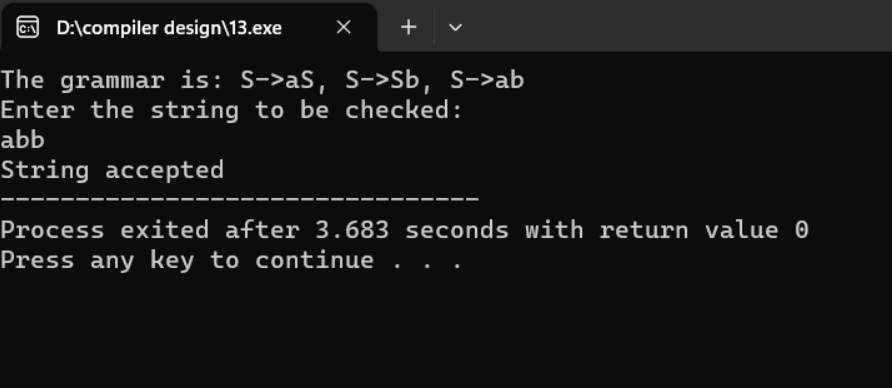 D:\compiler design\13.exe
The grammar is: S->aS, S->Sb, S->ab
Enter the string to be checked:
abb
String accepted
--------------------------------
Process exited after 3.683 seconds with return value 0
Press any key to continue . . .